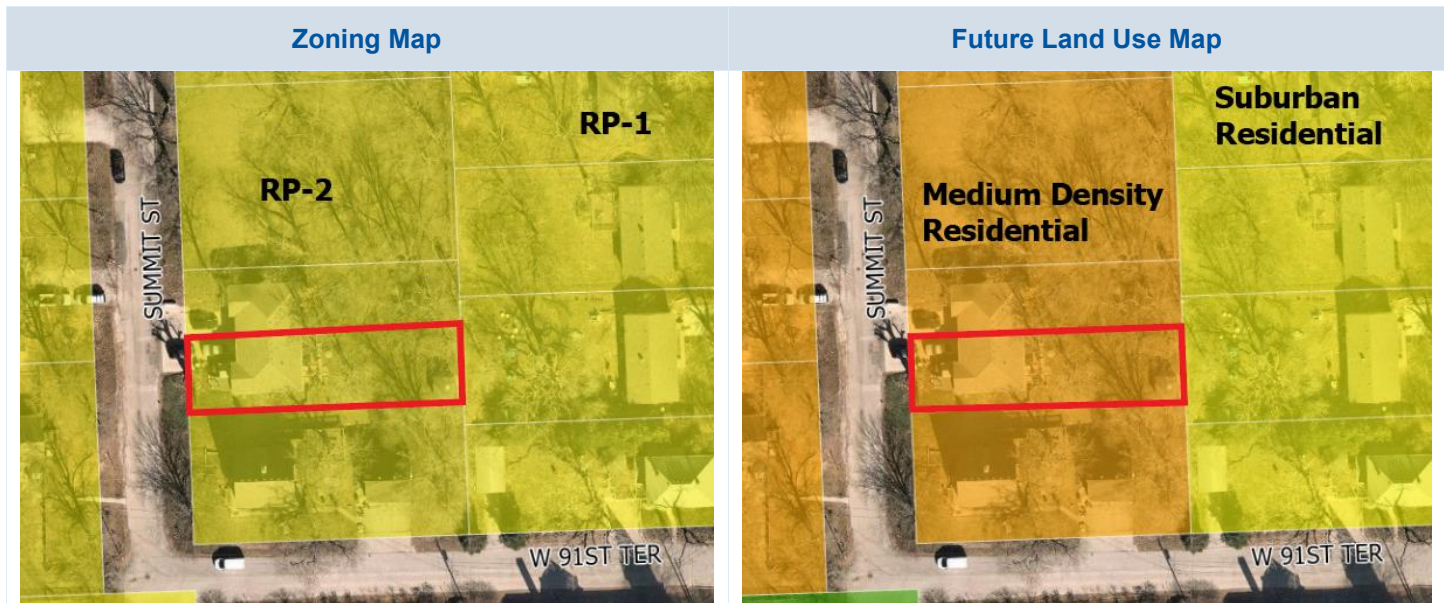 Zoning Map
Future Land Use Map
RP-1
RP-2
SUMMIT ST
W 91ST TER
Suburban
Residential
Medium Density
Residential
SUMMIT ST
W 91ST TER